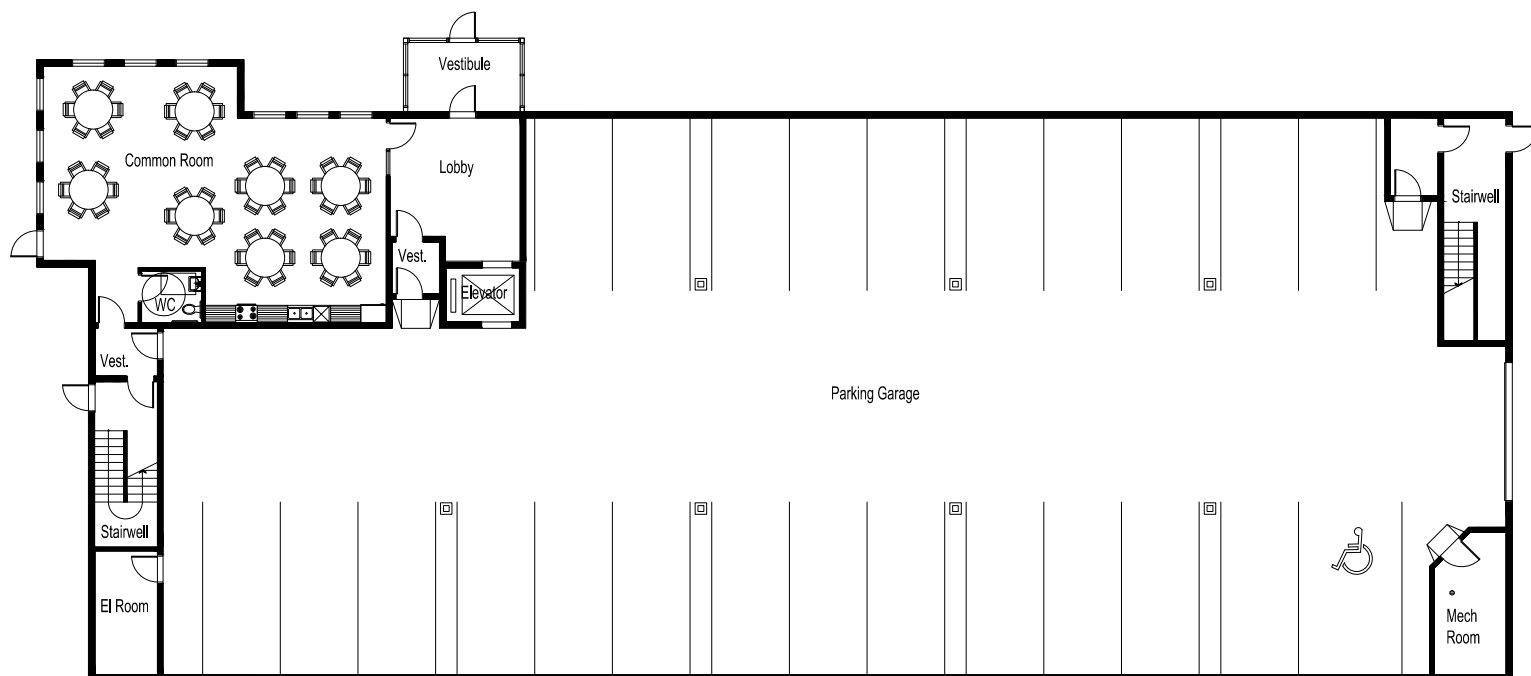 Vestibule
Common Room
Lobby
Stairwell
Vest.
Elevator
WC
Vest.
Parking Garage
Stairwell
El Room
Mech
Room